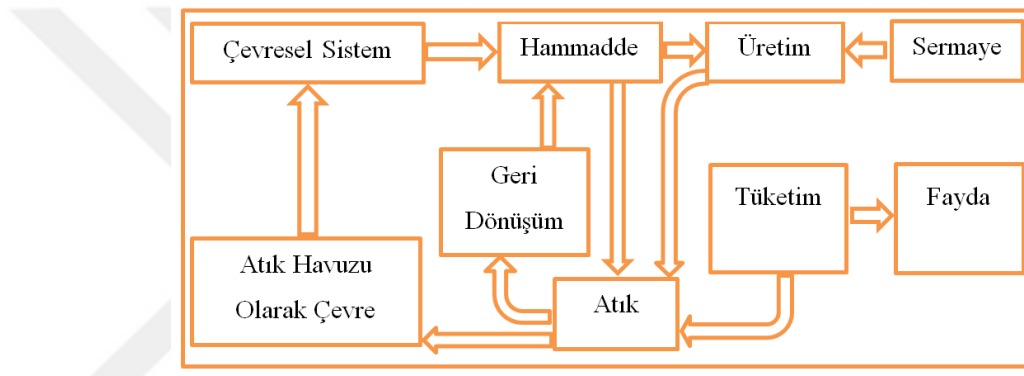 Çevresel Sistem
Hammadde
Üretim
Sermaye
Geri
Dönüşüm
Tüketim
Fayda
Atık Havuzu
Olarak Çevre
Atık